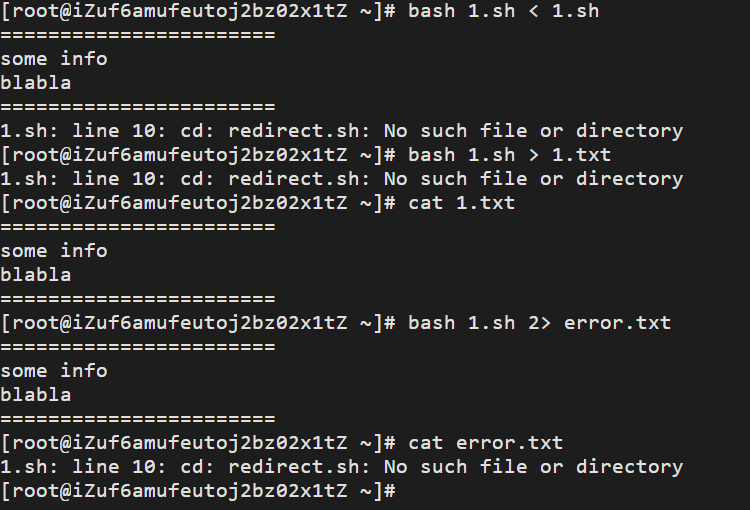 [root@iZuf6amufeutoj2bz02x1tZ ~]# bash 1.sh < 1.sh
=======================
some info
blabla
=======================
1.sh: line 10: cd: redirect.sh: No such file or directory
[root@iZuf6amufeutoj2bz02x1tZ ~]# bash 1.sh > 1.txt
1.sh: line 10: cd: redirect.sh: No such file or directory
[root@iZuf6amufeutoj2bz02x1tZ ~]# cat 1.txt
=======================
some info
blabla
=======================
[root@iZuf6amufeutoj2bz02x1tZ ~]# bash 1.sh 2> error.txt
=======================
some info
blabla
=======================
[root@iZuf6amufeutoj2bz02x1tZ ~]# cat error.txt
1.sh: line 10: cd: redirect.sh: No such file or directory
[root@iZuf6amufeutoj2bz02x1tZ ~]#